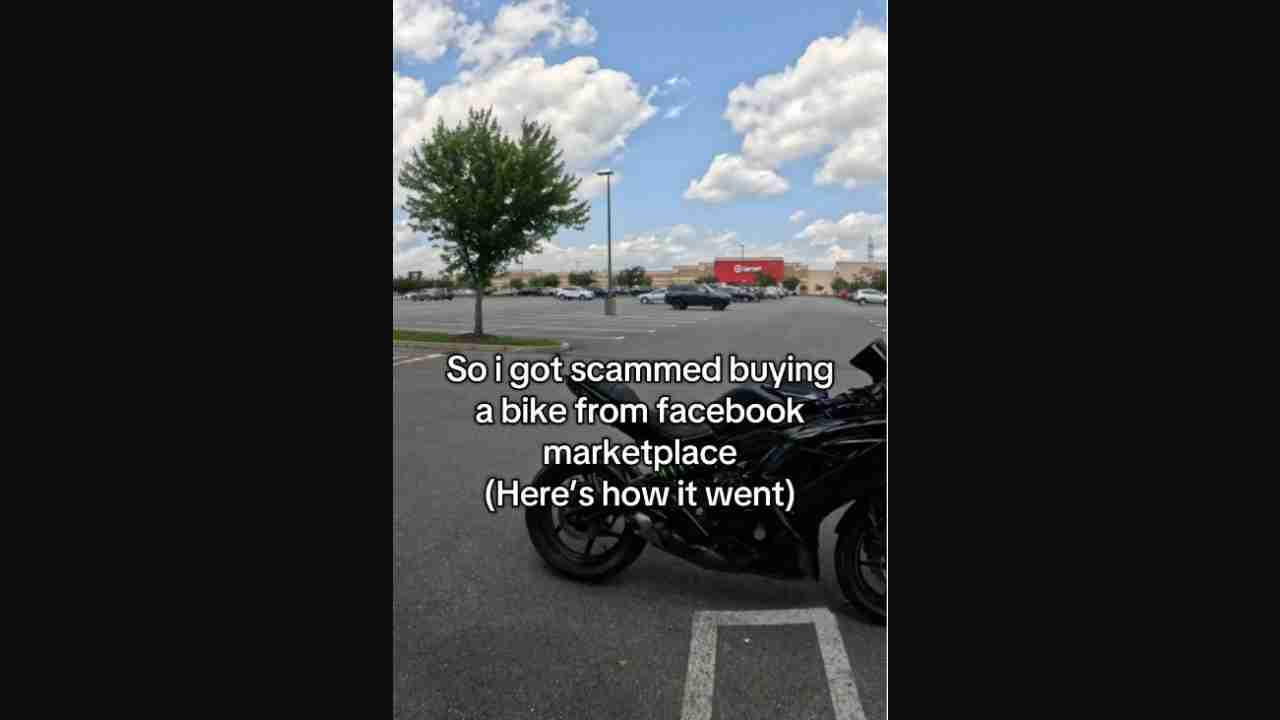 So i got scammed buying
a bike from facebook
marketplace
(Here’s how it went)